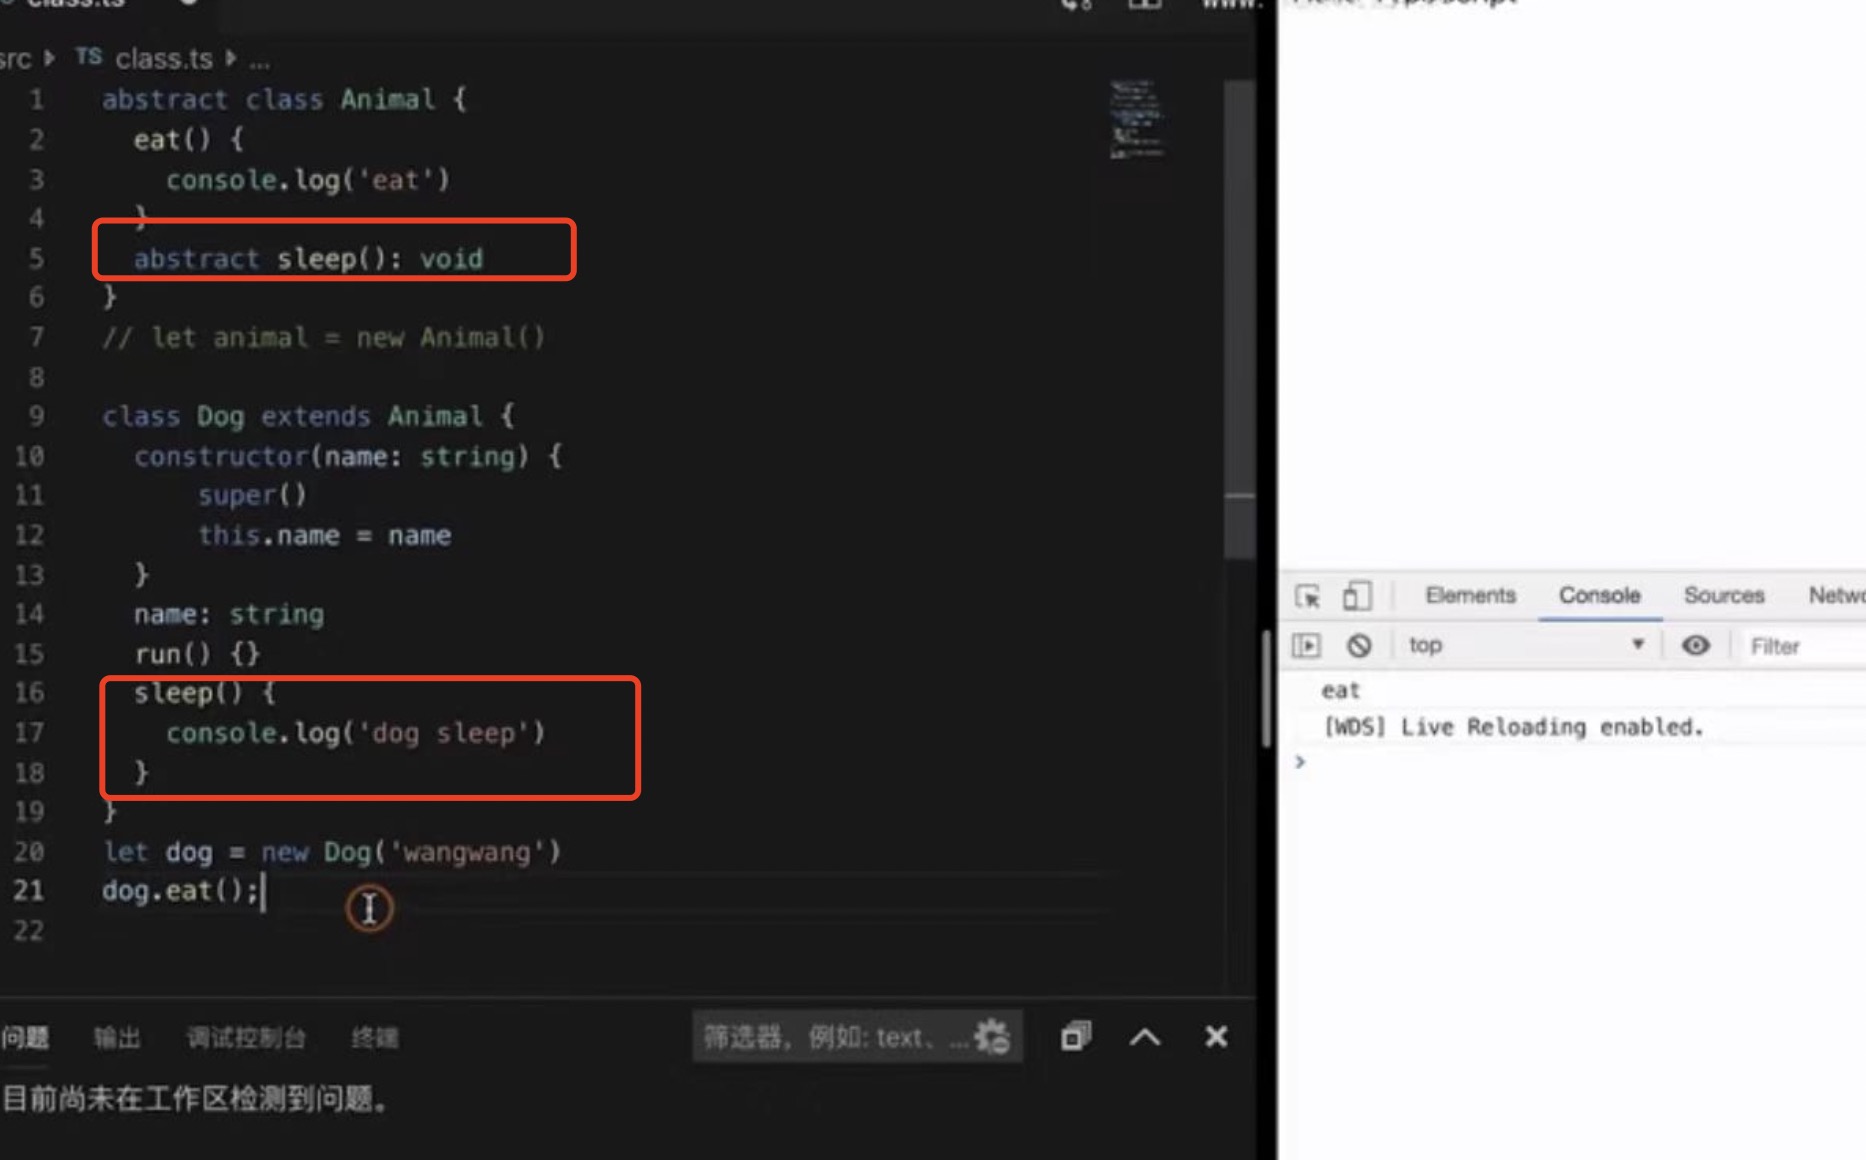 class.ts
www.
src TS class.ts ...
1 abstract class Animal {
2 eat() {
3 console.log('eat')
4 }
5 abstract sleep(): void
6 }
7 // let animal = new Animal()
8
9 class Dog extends Animal {
10 constructor(name: string) {
11 super()
12 this.name = name
13 }
14 name: string
15 run() {}
16 sleep() {
17 console.log('dog sleep')
18 }
19 }
20 let dog = new Dog('wangwang')
21 dog.eat();
22
问题 输出 调试控制台 终端 筛选器，例如: text、...
目前尚未在工作区检测到问题。
Elements Console Sources Netwo
top Filter
eat
[WDS] Live Reloading enabled.
>